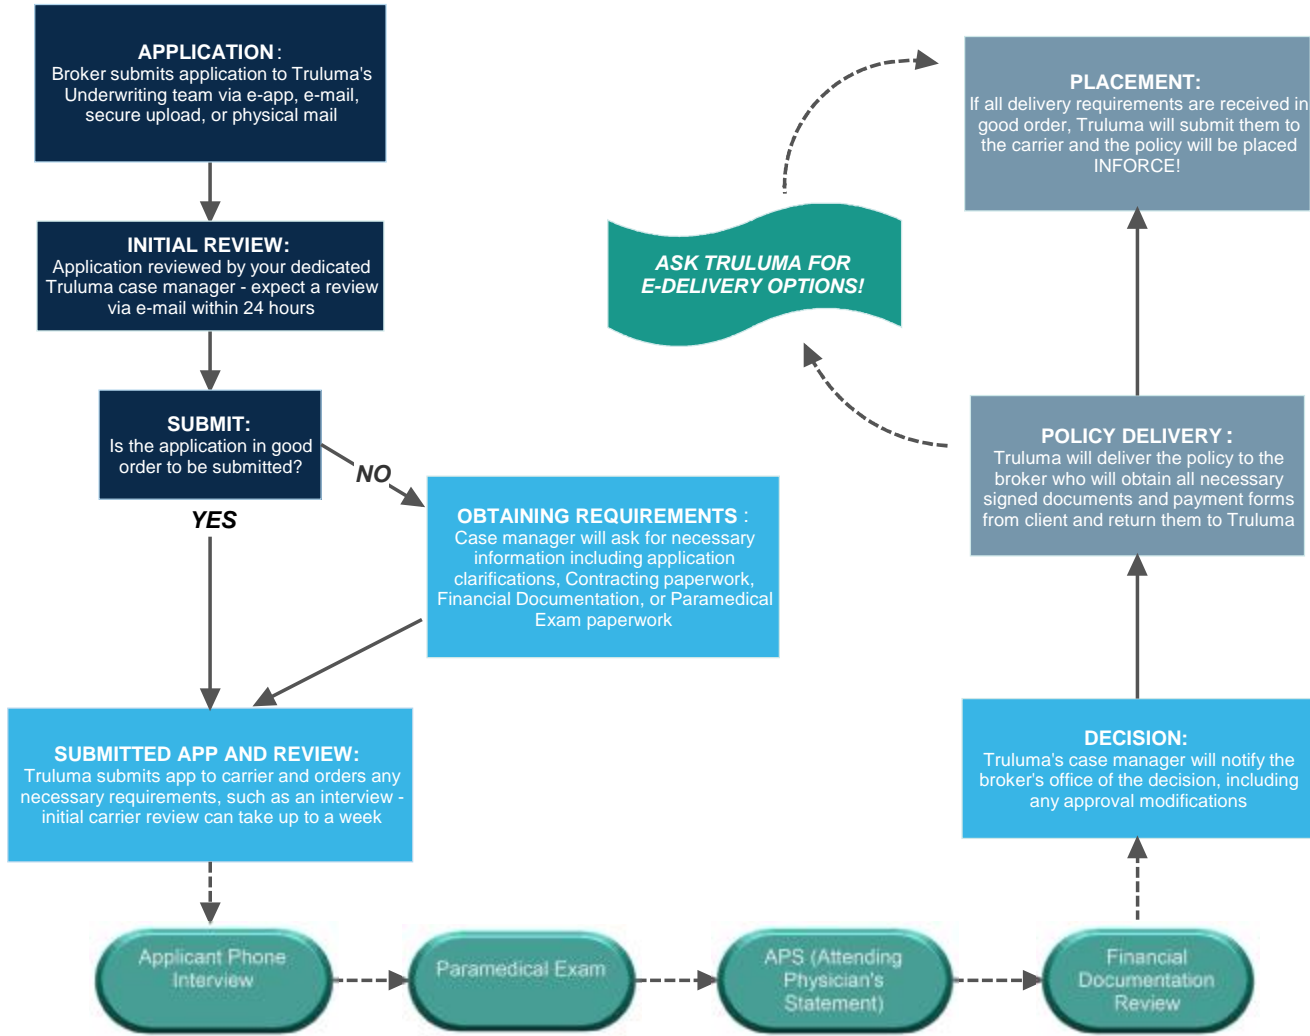 APPLICATION :
Broker submits application to Truluma's
Underwriting team via e-app, e-mail,
secure upload, or physical mail
INITIAL REVIEW:
Application reviewed by your dedicated
Truluma case manager - expect a review
via e-mail within 24 hours
SUBMIT:
Is the application in good
order to be submitted?
NO
YES
OBTAINING REQUIREMENTS :
Case manager will ask for necessary
information including application
clarifications, Contracting paperwork,
Financial Documentation, or Paramedical
Exam paperwork
SUBMITTED APP AND REVIEW:
Truluma submits app to carrier and orders any
necessary requirements, such as an interview -
initial carrier review can take up to a week
Applicant Phone
Interview
Paramedical Exam
APS (Attending
Physician's
Statement)
Financial
Documentation
Review
DECISION:
Truluma's case manager will notify the
broker's office of the decision, including
any approval modifications
POLICY DELIVERY :
Truluma will deliver the policy to the
broker who will obtain all necessary
signed documents and payment forms
from client and return them to Truluma
ASK TRULUMA FOR
E-DELIVERY OPTIONS!
PLACEMENT:
If all delivery requirements are received in
good order, Truluma will submit them to
the carrier and the policy will be placed
INFORCE!